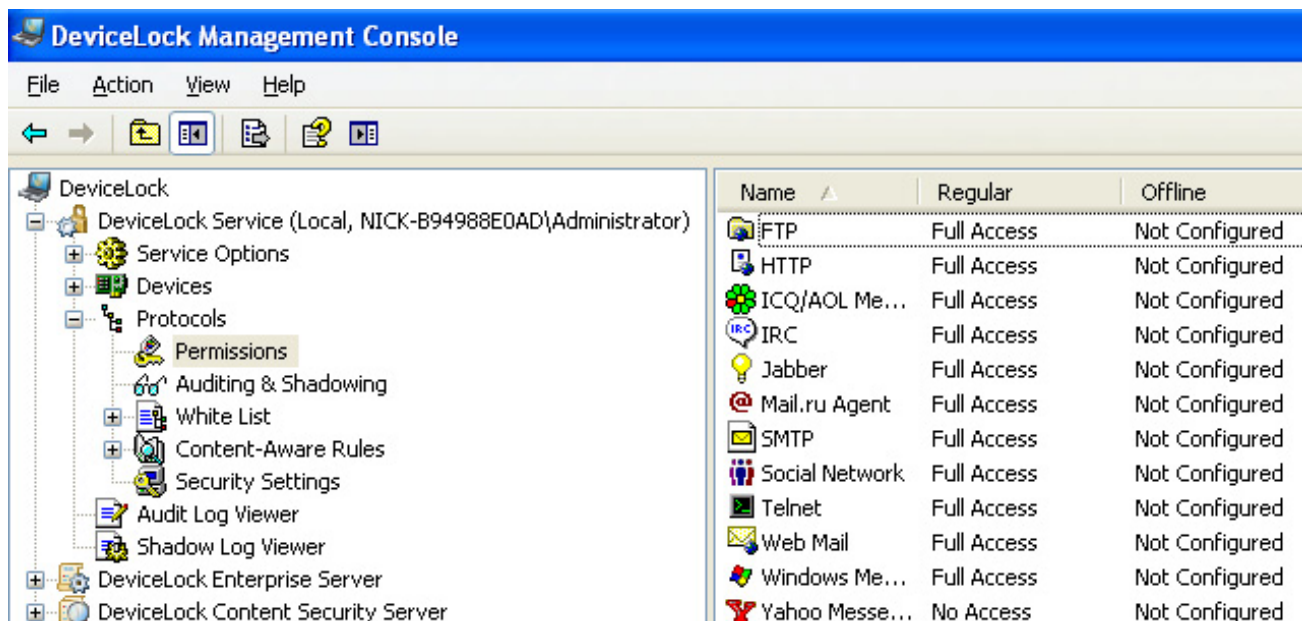 DeviceLock Management Console
File Action View Help
DeviceLock
DeviceLock Service (Local, NICK-B94988E0AD\Administrator)
Service Options
Devices
Protocols
Permissions
Auditing & Shadowing
White List
Content-Aware Rules
Security Settings
Audit Log Viewer
Shadow Log Viewer
DeviceLock Enterprise Server
DeviceLock Content Security Server
Name Regular Offline
FTP Full Access Not Configured
HTTP Full Access Not Configured
ICQ/AOL Me... Full Access Not Configured
IRC IRC Full Access Not Configured
Jabber Full Access Not Configured
Mail.ru Agent Full Access Not Configured
SMTP Full Access Not Configured
Social Network Full Access Not Configured
Telnet Full Access Not Configured
Web Mail Full Access Not Configured
Windows Me... Full Access Not Configured
Yahoo Messe... No Access Not Configured